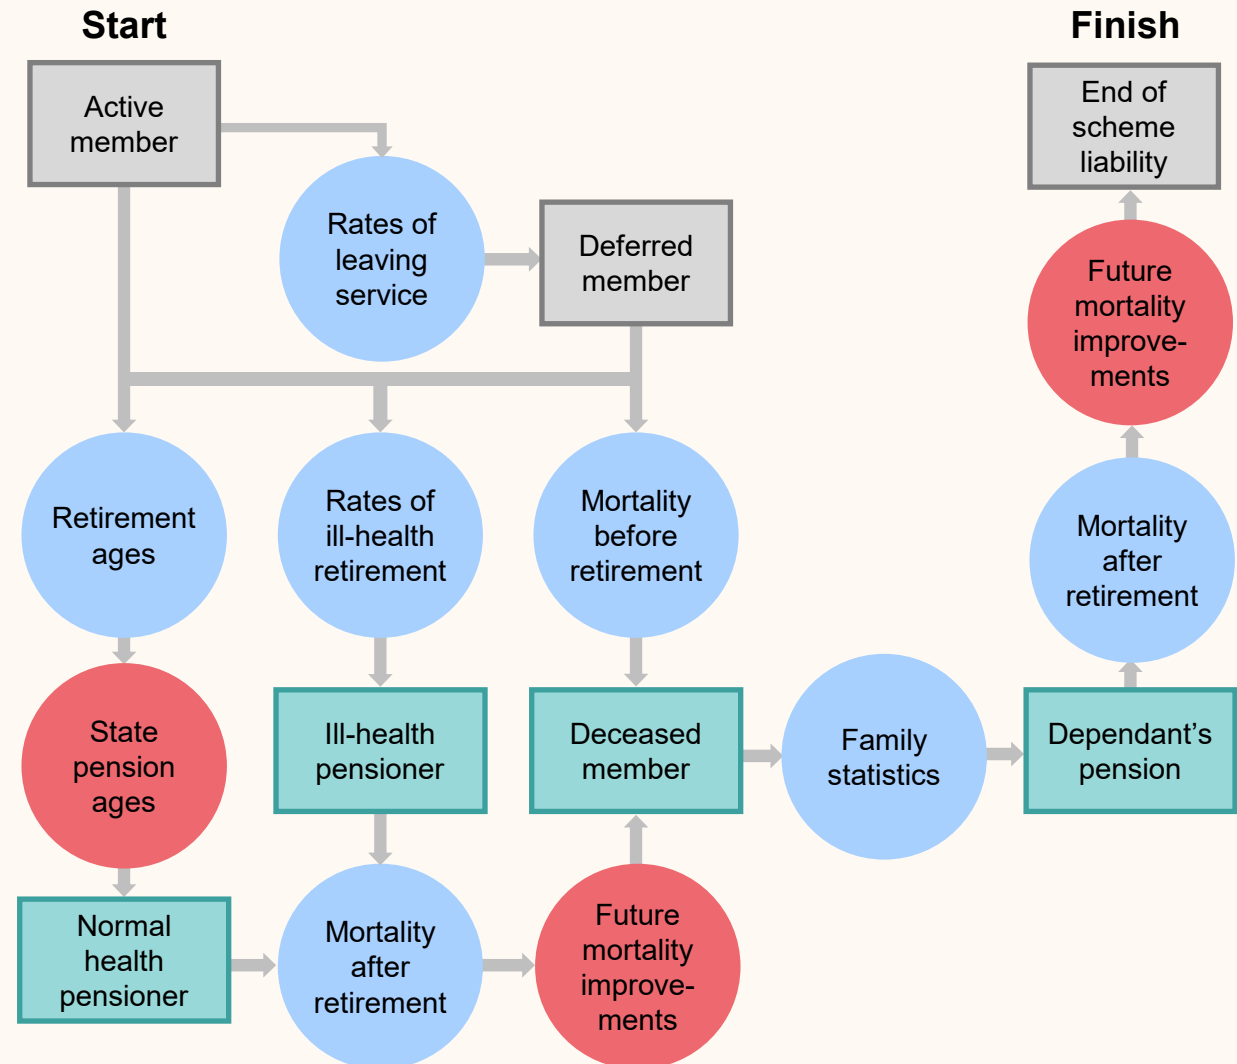 Start
Finish
Active
member
End of
scheme
liability
Rates of
leaving
service
Deferred
member
Future
mortality
improve-
ments
Retirement
ages
Rates of
ill-health
retirement
Mortality
before
retirement
Mortality
after
retirement
State
pension
ages
Ill-health
pensioner
Deceased
member
Family
statistics
Dependant’s
pension
Normal
health
pensioner
Mortality
after
retirement
Future
mortality
improve-
ments